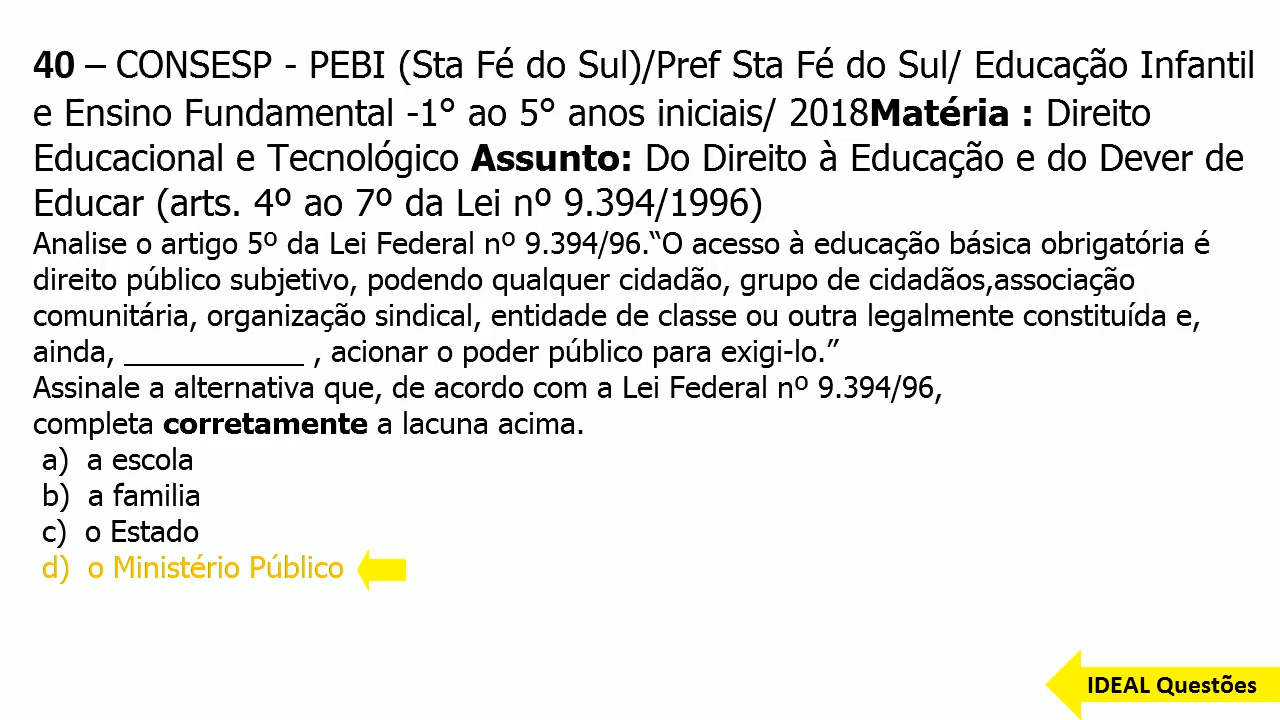 40 – CONSESP - PEBI (Sta Fé do Sul)/Pref Sta Fé do Sul/ Educação Infantil
e Ensino Fundamental -1° ao 5° anos iniciais/ 2018Matéria : Direito
Educacional e Tecnológico Assunto: Do Direito à Educação e do Dever de
Educar (arts. 4º ao 7º da Lei nº 9.394/1996)
Analise o artigo 5º da Lei Federal nº 9.394/96.“O acesso à educação básica obrigatória é
direito público subjetivo, podendo qualquer cidadão, grupo de cidadãos,associação
comunitária, organização sindical, entidade de classe ou outra legalmente constituída e,
ainda, ____________ , acionar o poder público para exigi-lo.”
Assinale a alternativa que, de acordo com a Lei Federal nº 9.394/96,
completa corretamente a lacuna acima.
a) a escola
b) a familia
c) o Estado
d) o Ministério Público
IDEAL Questões